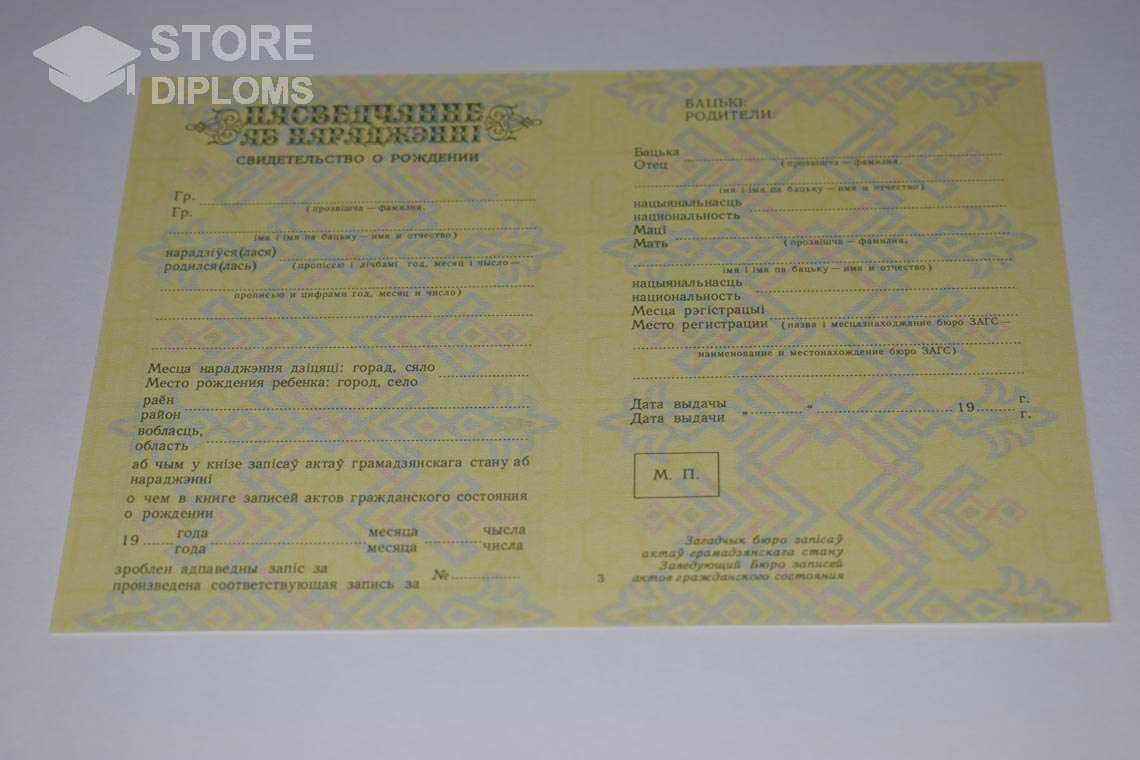 STORE
DIPLOMS
ПАСВЕДЧАННЕ
АБ НАРАДЖЭННІ
СВИДЕТЕЛЬСТВО О РОЖДЕНИИ
Гр.
Гр.
(прозвішча — фамилия,
імя і імя па бацьку — имя и отчество)
нарадзіўся(лася)
родился(лась)
(пропіссю і лічбамі год, месяц і чысло —
прописью и цифрами год, месяц и число)
Месца нараджэння дзіцяці: горад, сяло
Место рождения ребенка: город, село
раён
район
вобласць,
область
аб чым у кнізе запісаў актаў грамадзянскага стану аб
нараджэнні
о чем в книге записей актов гражданского состояния
о рождении
19 года месяца чысла
года месяца числа
зроблен адпаведны запіс за
произведена соответствующая запись за №
БАЦЬКІ:
РОДИТЕЛИ:
Бацька
Отец
(прозвішча — фамилия,
імя і імя па бацьку — имя и отчество)
нацыянальнасць
национальность
Маці
Мать
(прозвішча — фамилия,
імя і імя па бацьку — имя и отчество)
нацыянальнасць
национальность
Месца рэгістрацыі
Место регистрации (назва і месцазнаходжание бюро ЗАГС —
наименование и местонахождение бюро ЗАГС)
Дата выдачы г.
Дата выдачи „ “ 19 г.
М. П.
Загадчык бюро запісаў
актаў грамадзянскага стану
Заведующий Бюро записей
актов гражданского состояния
3